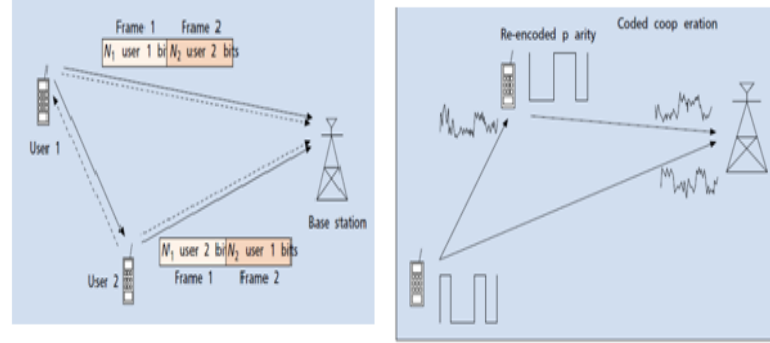 Frame 1 Frame 2
N₁ user 1 bi N₂ user 2 bits
User 1
Base station
N₁ user 2 bi N₂ user 1 bits
User 2
Frame 1 Frame 2
Coded coop eration
Re-encoded p arity